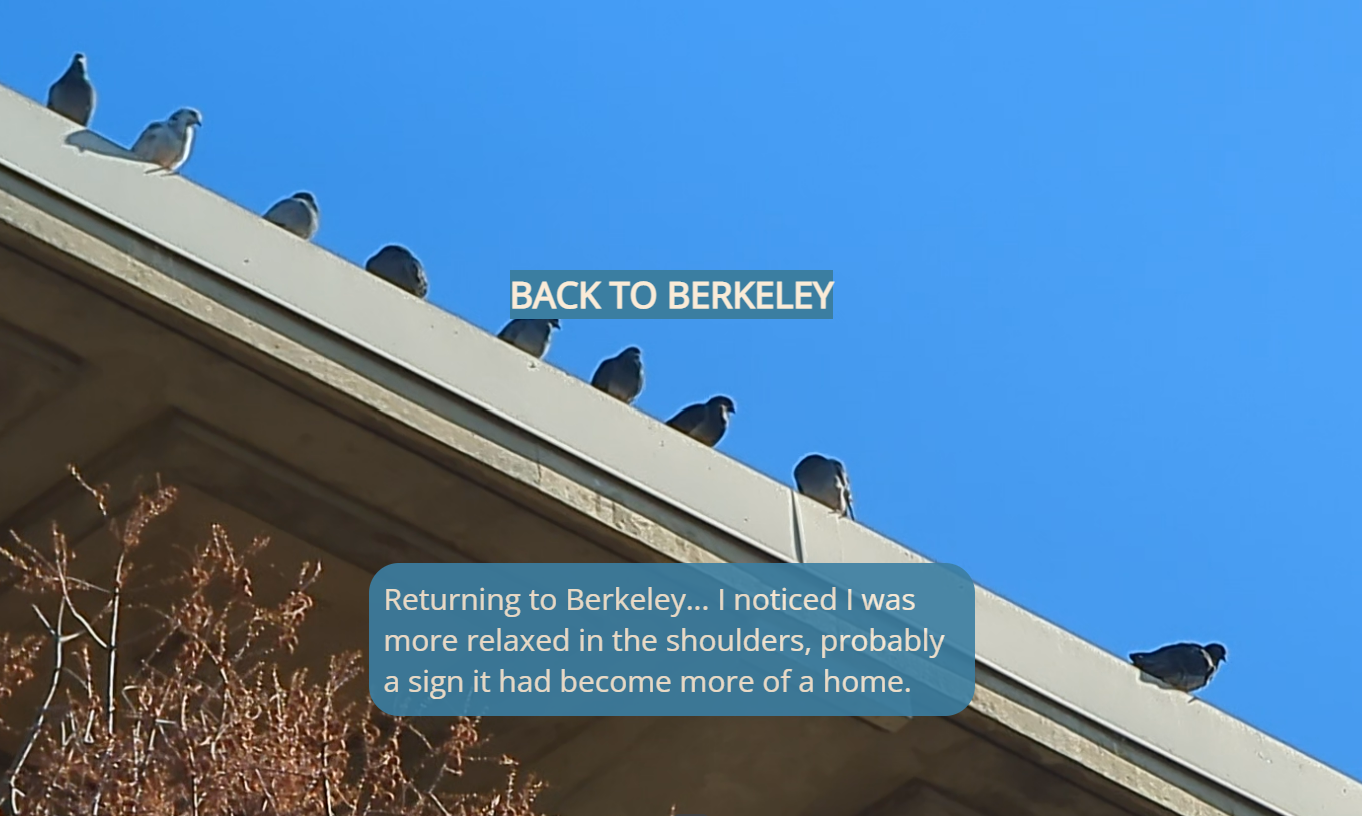 BACK TO BERKELEY
Returning to Berkeley... I noticed I was
more relaxed in the shoulders, probably
a sign it had become more of a home.